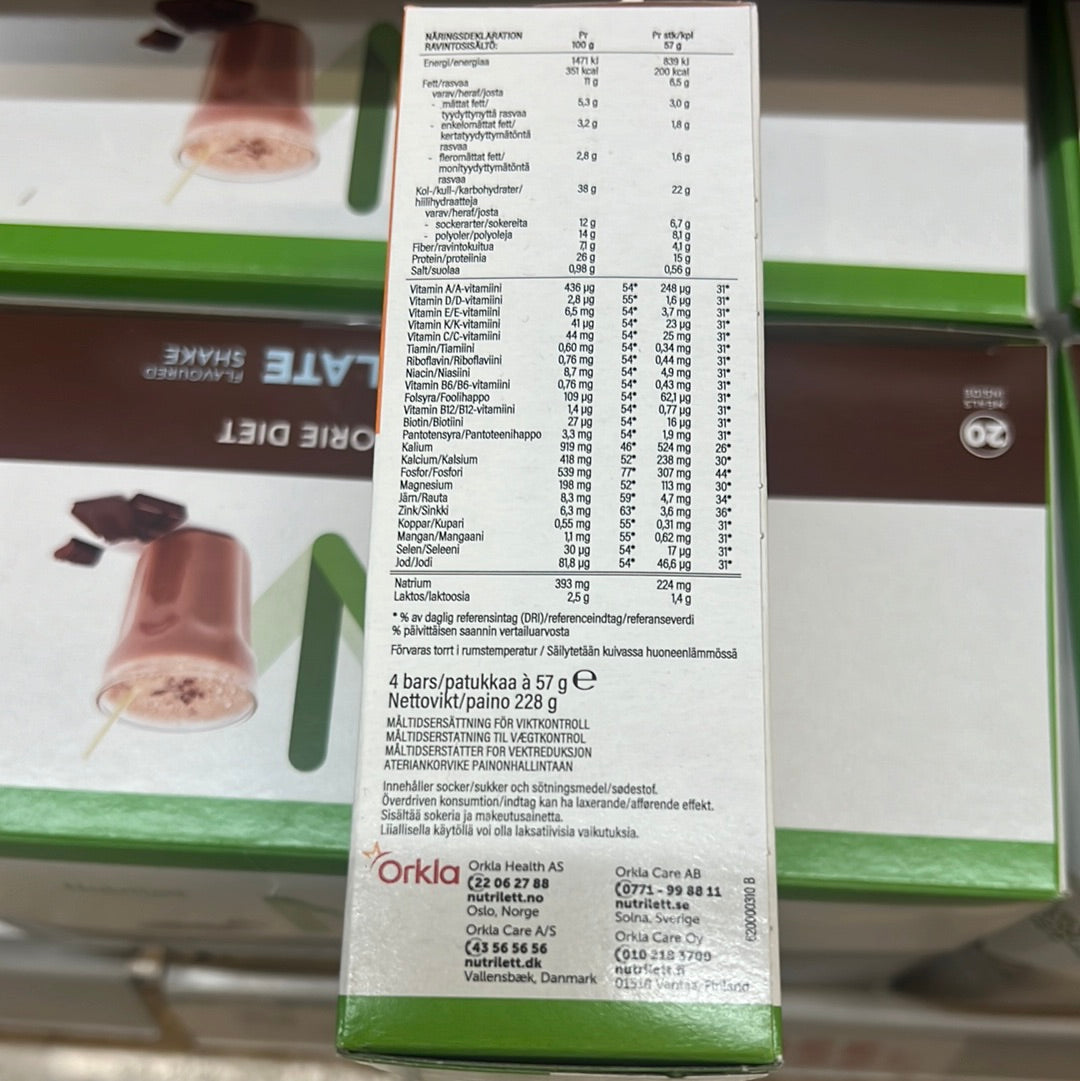 NÄRINGSDEKLARATION Pr Pr stk/kpl
RAVINTOSISÄLTÖ: 100 g 57 g
Energi/energiaa 1471 kJ 839 kJ
351 kcal 200 kcal
Fett/rasvaa 11 g 6,5 g
varav/heraf/josta
- mättat fett/ 5,3 g 3,0 g
tyydyttynyttä rasvaa
- enkelomättat fett/ 3,2 g 1,8 g
kertatyydyttymätöntä
rasvaa
- fleromättat fett/ 2,8 g 1,6 g
monityydyttymätöntä
rasvaa
Kol-/kull-/karbohydrater/ 38 g 22 g
hiilihydraatteja
varav/heraf/josta
- sockerarter/sokereita 12 g 6,7 g
- polyoler/polyoleja 14 g 8,1 g
Fiber/ravintokuitua 7,1 g 4,1 g
Protein/proteiinia 26 g 15 g
Salt/suolaa 0,98 g 0,56 g
Vitamin A/A-vitamiini 436 µg 54* 248 µg 31*
Vitamin D/D-vitamiini 2,8 µg 55* 1,6 µg 31*
Vitamin E/E-vitamiini 6,5 mg 54* 3,7 mg 31*
Vitamin K/K-vitamiini 41 µg 54* 23 µg 31*
Vitamin C/C-vitamiini 44 mg 54* 25 mg 31*
Tiamin/Tiamiini 0,60 mg 54* 0,34 mg 31*
Riboflavin/Riboflaviini 0,76 mg 54* 0,44 mg 31*
Niacin/Niasiini 8,7 mg 54* 4,9 mg 31*
Vitamin B6/B6-vitamiini 0,76 mg 54* 0,43 mg 31*
Folsyra/Foolihappo 109 µg 54* 62,1 µg 31*
Vitamin B12/B12-vitamiini 1,4 µg 54* 0,77 µg 31*
Biotin/Biotiini 27 µg 54* 16 µg 31*
Pantotensyra/Pantoteenihappo 3,3 mg 54* 1,9 mg 31*
Kalium 919 mg 46* 524 mg 26*
Kalcium/Kalsium 418 mg 52* 238 mg 30*
Fosfor/Fosfori 539 mg 77* 307 mg 44*
Magnesium 198 mg 52* 113 mg 30*
Järn/Rauta 8,3 mg 59* 4,7 mg 34*
Zink/Sinkki 6,3 mg 63* 3,6 mg 36*
Koppar/Kupari 0,55 mg 55* 0,31 mg 31*
Mangan/Mangaani 1,1 mg 55* 0,62 mg 31*
Selen/Seleeni 30 µg 54* 17 µg 31*
Jod/Jodi 81,8 µg 54* 46,6 µg 31*
Natrium 393 mg 224 mg
Laktos/laktoosia 2,5 g 1,4 g
* % av daglig referensintag (DRI)/referenceindtag/referanseverdi
% päivittäisen saannin vertailuarvosta
Förvaras torrt i rumstemperatur / Säilytetään kuivassa huoneenlämmössä
4 bars/patukkaa à 57 g e
Nettovikt/paino 228 g
MÅLTIDSERSÄTTNING FÖR VIKTKONTROLL
MÅLTIDSERSTATNING TIL VÆGTKONTROL
MÅLTIDSERSTATTER FOR VEKTREDUKSJON
ATERIANKORVIKE PAINONHALLINTAAN
Innehåller socker/sukker och sötningsmedel/sødestof.
Överdriven konsumtion/indtag kan ha laxerande/afførende effekt.
Sisältää sokeria ja makeutusainetta.
Liiallisella käytöllä voi olla laksatiivisia vaikutuksia.
Orkla
Orkla Health AS
22 06 27 88
nutrilett.no
Oslo, Norge
Orkla Care A/S
43 56 56 56
nutrilett.dk
Vallensbæk, Danmark
Orkla Care AB
0771 - 99 88 11
nutrilett.se
Solna, Sverige
Orkla Care Oy
010 218 3700
nutrilett.fi
Vantaa, Finland
620000310 B
LATE
FLAVOURED
SHAKE
ORIE DIET
20